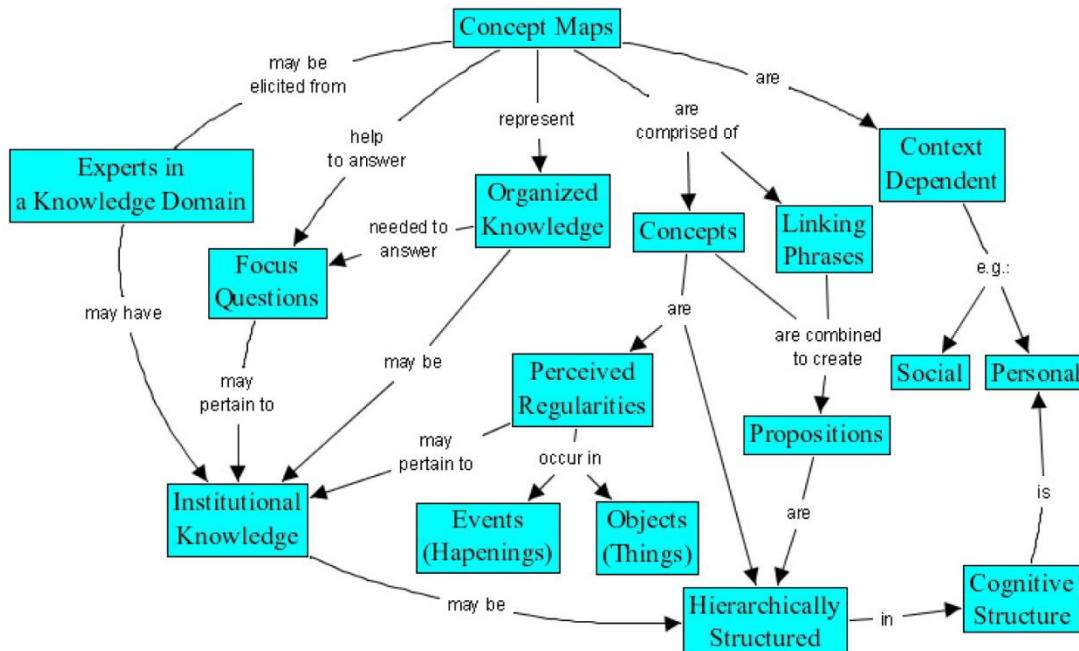 Concept Maps
may be
elicited from
are
are
comprised of
represent
help
to answer
Experts in
a Knowledge Domain
Context
Dependent
Organized
Knowledge
Concepts
Linking
Phrases
needed to
answer
Focus
Questions
e.g.:
may have
are
may be
are combined
to create
Perceived
Regularities
Social
Personal
may
pertain to
Propositions
may
pertain to
occur in
Institutional
Knowledge
Events
(Hapenings)
Objects
(Things)
is
are
Cognitive
Structure
may be
Hierarchically
Structured
in